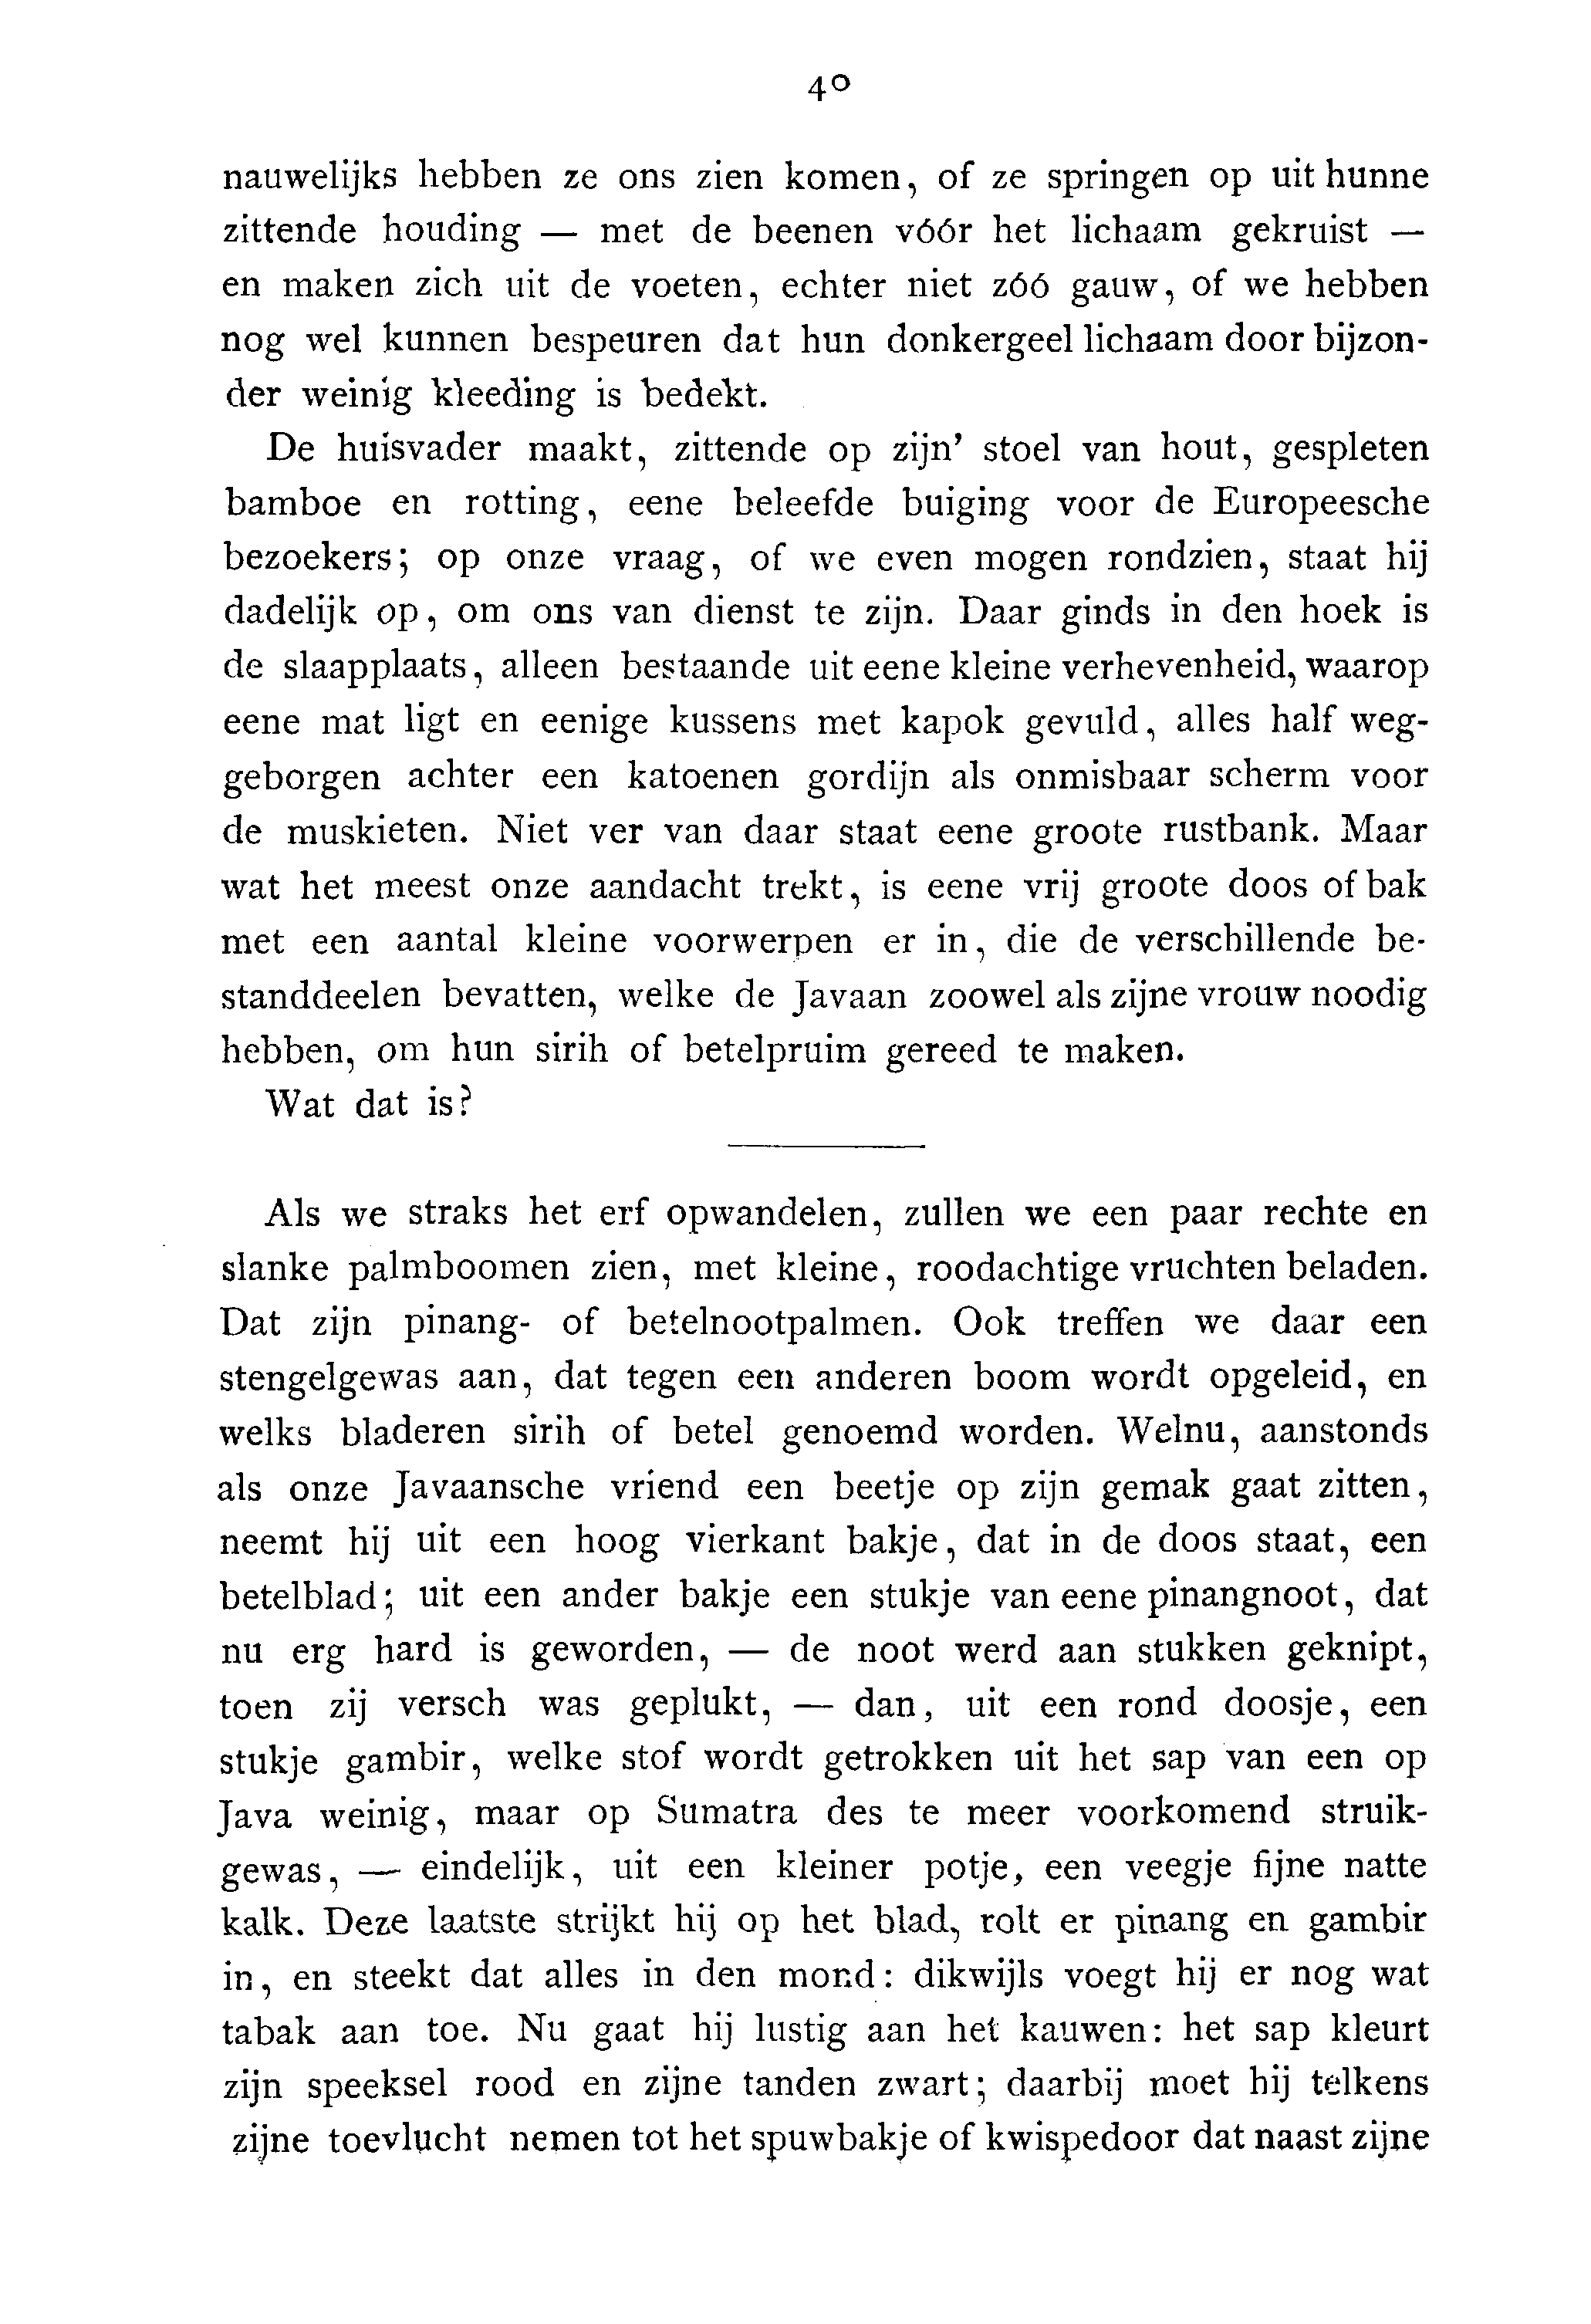 40
nauwelijks hebben ze ons zien komen, of ze springen op uit hunne
zittende houding — met de beenen vóór het lichaam gekruist —
en maken zich uit de voeten, echter niet zóó gauw, of we hebben
nog wel kunnen bespeuren dat hun donkergeel lichaam door bijzon-
der weinig kleeding is bedekt.
De huisvader maakt, zittende op zijn' stoel van hout, gespleten
bamboe en rotting, eene beleefde buiging voor de Europeesche
bezoekers; op onze vraag, of we even mogen rondzien, staat hij
dadelijk op, om ons van dienst te zijn. Daar ginds in den hoek is
de slaapplaats, alleen bestaande uit eene kleine verhevenheid, waarop
eene mat ligt en eenige kussens met kapok gevuld, alles half weg-
geborgen achter een katoenen gordijn als onmisbaar scherm voor
de muskieten. Niet ver van daar staat eene groote rustbank. Maar
wat het meest onze aandacht trekt, is eene vrij groote doos of bak
met een aantal kleine voorwerpen er in, die de verschillende be-
standdeelen bevatten, welke de Javaan zoowel als zijne vrouw noodig
hebben, om hun sirih of betelpruim gereed te maken.
Wat dat is?
Als we straks het erf opwandelen, zullen we een paar rechte en
slanke palmboomen zien, met kleine, roodachtige vruchten beladen.
Dat zijn pinang- of betelnootpalmen. Ook treffen we daar een
stengelgewas aan, dat tegen een anderen boom wordt opgeleid, en
welks bladeren sirih of betel genoemd worden. Welnu, aanstonds
als onze Javaansche vriend een beetje op zijn gemak gaat zitten,
neemt hij uit een hoog vierkant bakje, dat in de doos staat, een
betelblad; uit een ander bakje een stukje van eene pinangnoot, dat
nu erg hard is geworden, — de noot werd aan stukken geknipt,
toen zij versch was geplukt, — dan, uit een rond doosje, een
stukje gambir, welke stof wordt getrokken uit het sap van een op
Java weinig, maar op Sumatra des te meer voorkomend struik-
gewas, — eindelijk, uit een kleiner potje, een veegje fijne natte
kalk. Deze laatste strijkt hij op het blad, rolt er pinang en gambir
in, en steekt dat alles in den mond: dikwijls voegt hij er nog wat
tabak aan toe. Nu gaat hij lustig aan het kauwen: het sap kleurt
zijn speeksel rood en zijne tanden zwart; daarbij moet hij telkens
zijne toevlucht nemen tot het spuwbakje of kwispedoor dat naast zijne